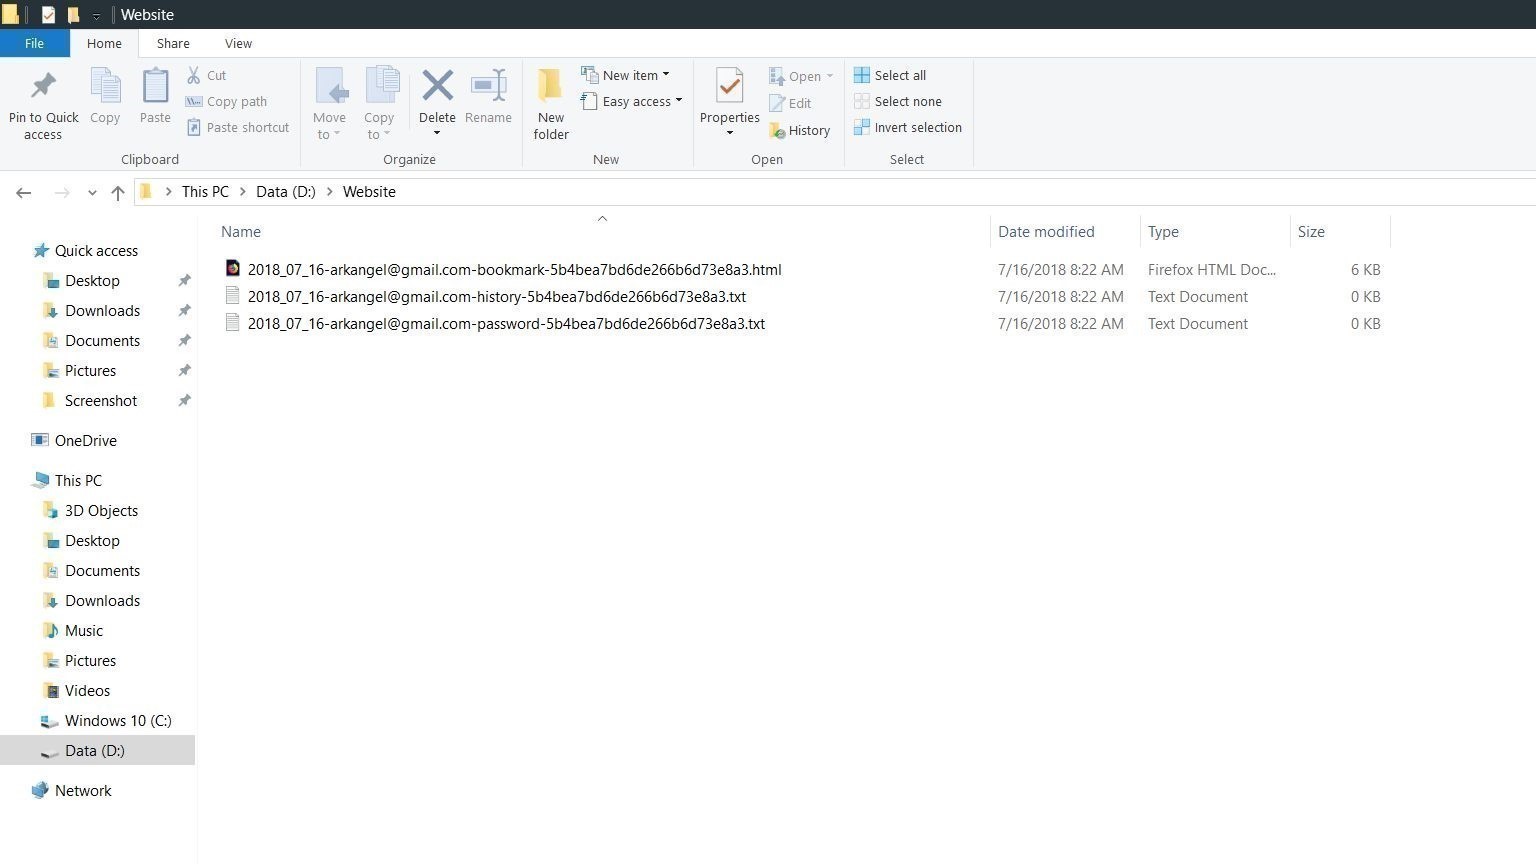 Website
File Home Share View
Pin to Quick access
Copy
Paste
Cut
Copy path
Paste shortcut
Clipboard
Move to
Copy to
Delete
Rename
Organize
New folder
New item
Easy access
New
Properties
Open
Edit
History
Open
Select all
Select none
Invert selection
Select
This PC > Data (D:) > Website
Name Date modified Type Size
2018_07_16-arkangel@gmail.com-bookmark-5b4bea7bd6de266b6d73e8a3.html 7/16/2018 8:22 AM Firefox HTML Doc... 6 KB
2018_07_16-arkangel@gmail.com-history-5b4bea7bd6de266b6d73e8a3.txt 7/16/2018 8:22 AM Text Document 0 KB
2018_07_16-arkangel@gmail.com-password-5b4bea7bd6de266b6d73e8a3.txt 7/16/2018 8:22 AM Text Document 0 KB
Quick access
Desktop
Downloads
Documents
Pictures
Screenshot
OneDrive
This PC
3D Objects
Desktop
Documents
Downloads
Music
Pictures
Videos
Windows 10 (C:)
Data (D:)
Network